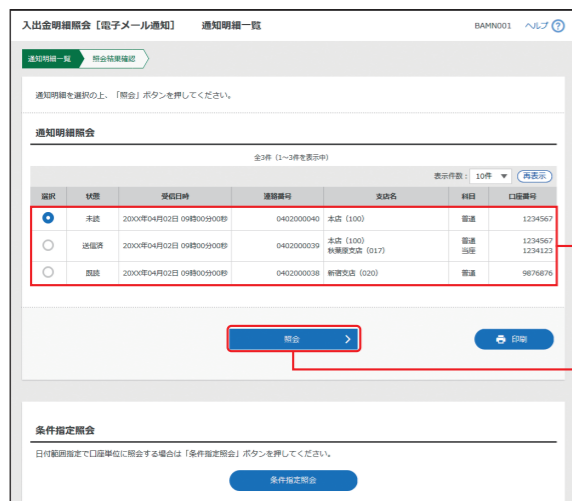 入出金明細照会［電子メール通知］　通知明細一覧　BAMN001　ヘルプ ?
通知明細一覧　照会結果確認
通知明細を選択の上、「照会」ボタンを押してください。
通知明細照会
全3件（1～3件を表示中）
表示件数： 10件 ▼ 再表示
選択　状態　受信日時　連絡番号　支店名　科目　口座番号
未読　20XX年04月02日 09時00分00秒　0402000040　本店（100）　普通　1234567
送信済　20XX年04月02日 09時00分00秒　0402000039　本店（100）　普通　1234567
秋葉原支店（017）　当座　1234123
既読　20XX年04月02日 09時00分00秒　0402000038　新宿支店（020）　普通　9876876
照会　印刷
条件指定照会
日付範囲指定で口座単位に照会する場合は「条件指定照会」ボタンを押してください。
条件指定照会